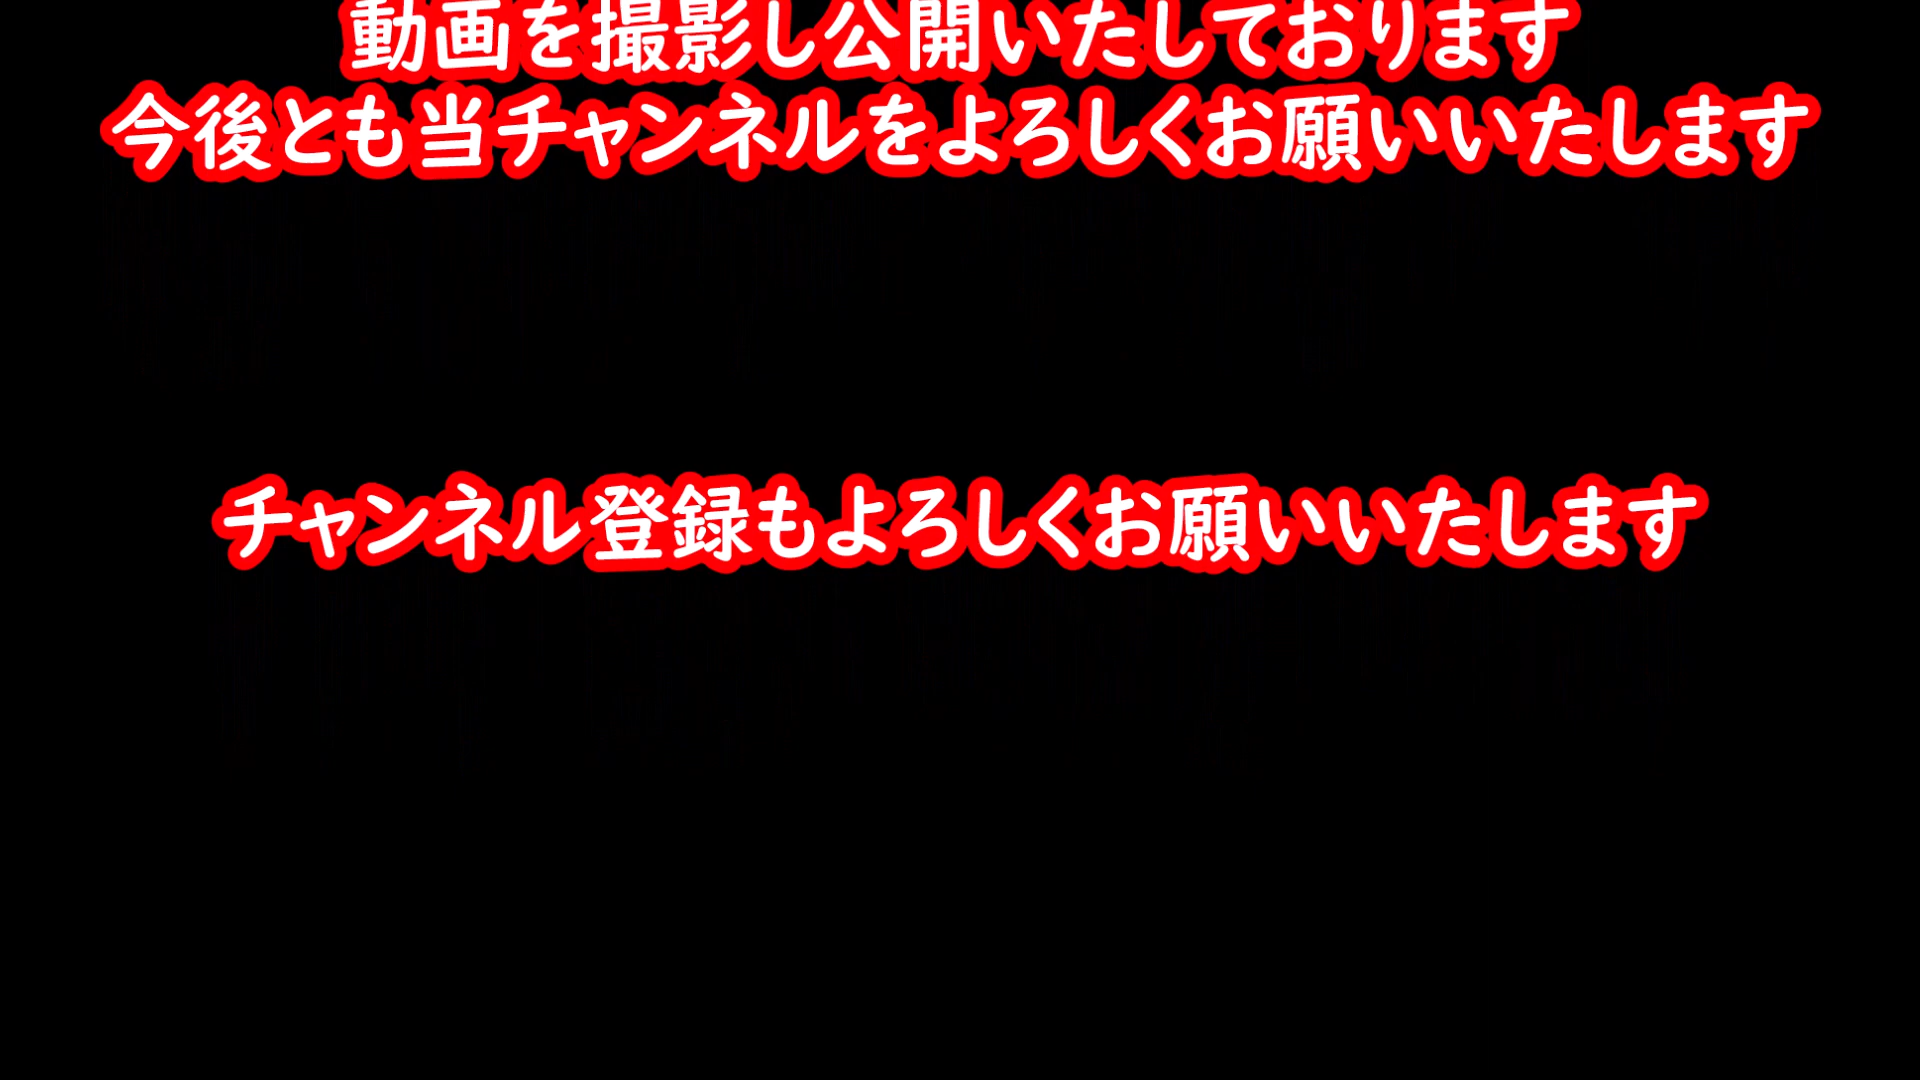 動画を撮影し公開いたしております
今後とも当チャンネルをよろしくお願いいたします
チャンネル登録もよろしくお願いいたします